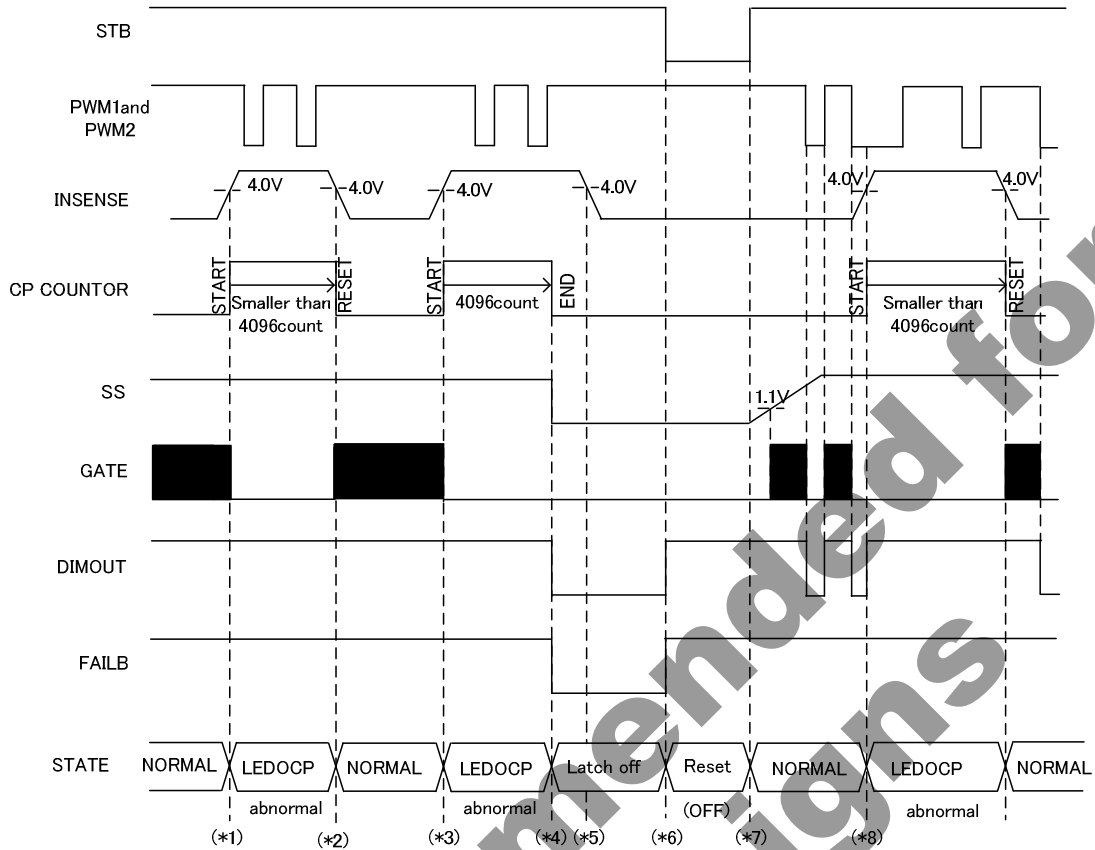 STB
PWM1and
PWM2
INSENSE
4.0V
4.0V
4.0V
4.0V
4.0V
4.0V
CP COUNTOR
START
RESET
START
END
START
RESET
Smaller than
4096count
4096count
Smaller than
4096count
SS
1.1V
GATE
DIMOUT
FAILB
STATE
NORMAL
LEDOCP
NORMAL
LEDOCP
Latch off
Reset
NORMAL
LEDOCP
NORMAL
abnormal
abnormal
(OFF)
abnormal
(*1)
(*2)
(*3)
(*4)
(*5)
(*6)
(*7)
(*8)
mmended for
signs